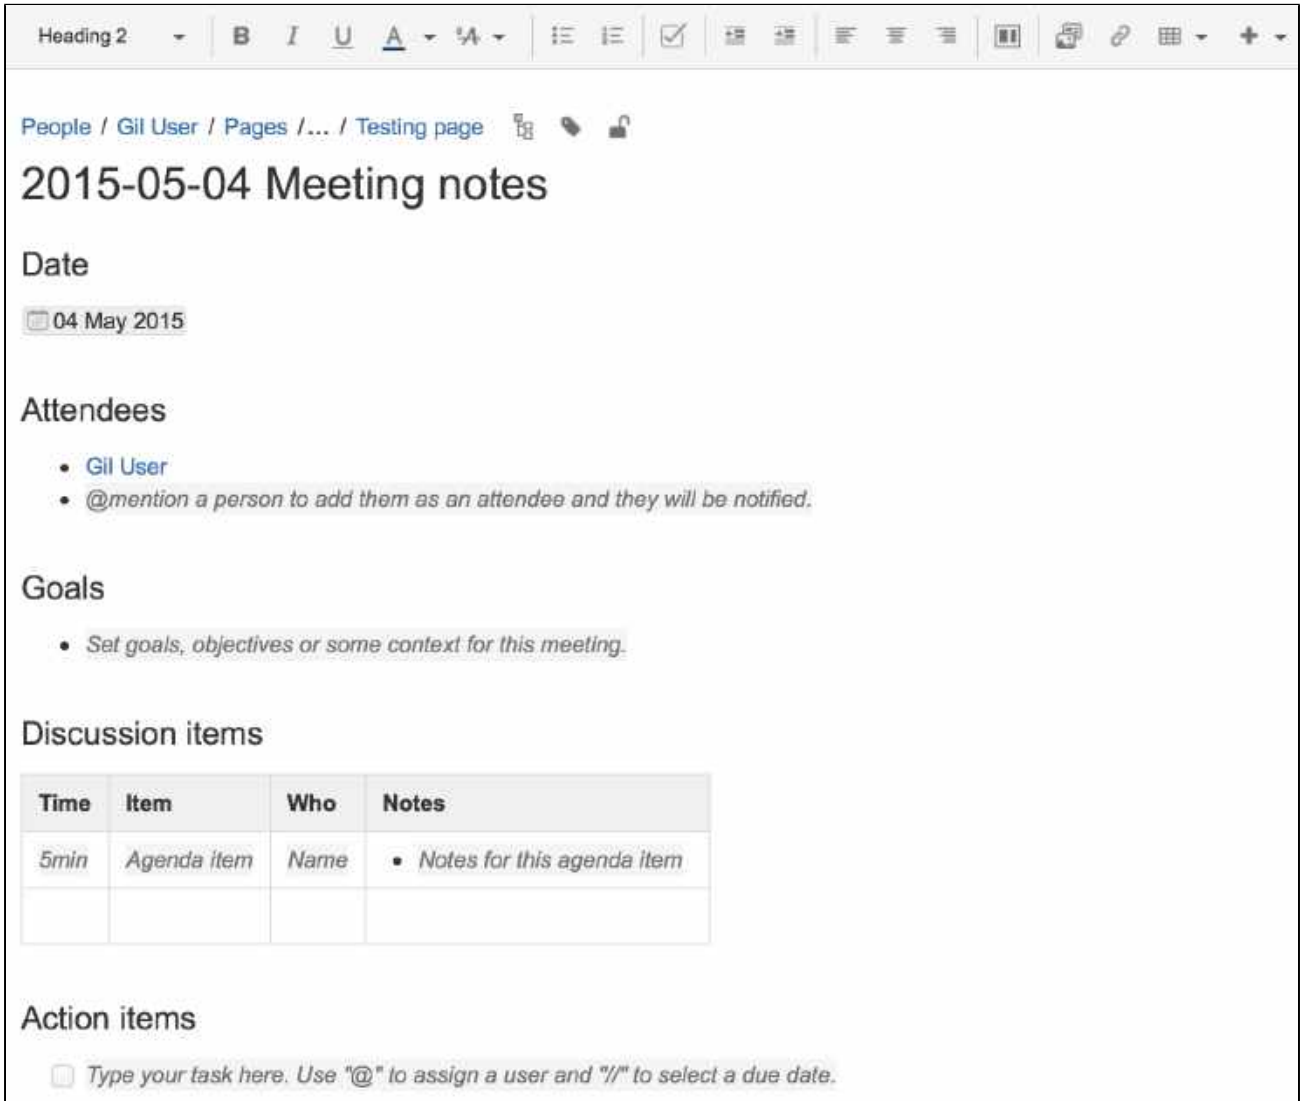 Heading 2 B I U A A
People / Gil User / Pages /... / Testing page
2015-05-04 Meeting notes
Date
04 May 2015
Attendees
• Gil User
• @mention a person to add them as an attendee and they will be notified.
Goals
• Set goals, objectives or some context for this meeting.
Discussion items
Time Item Who Notes
5min Agenda item Name • Notes for this agenda item
Action items
Type your task here. Use "@" to assign a user and "//" to select a due date.